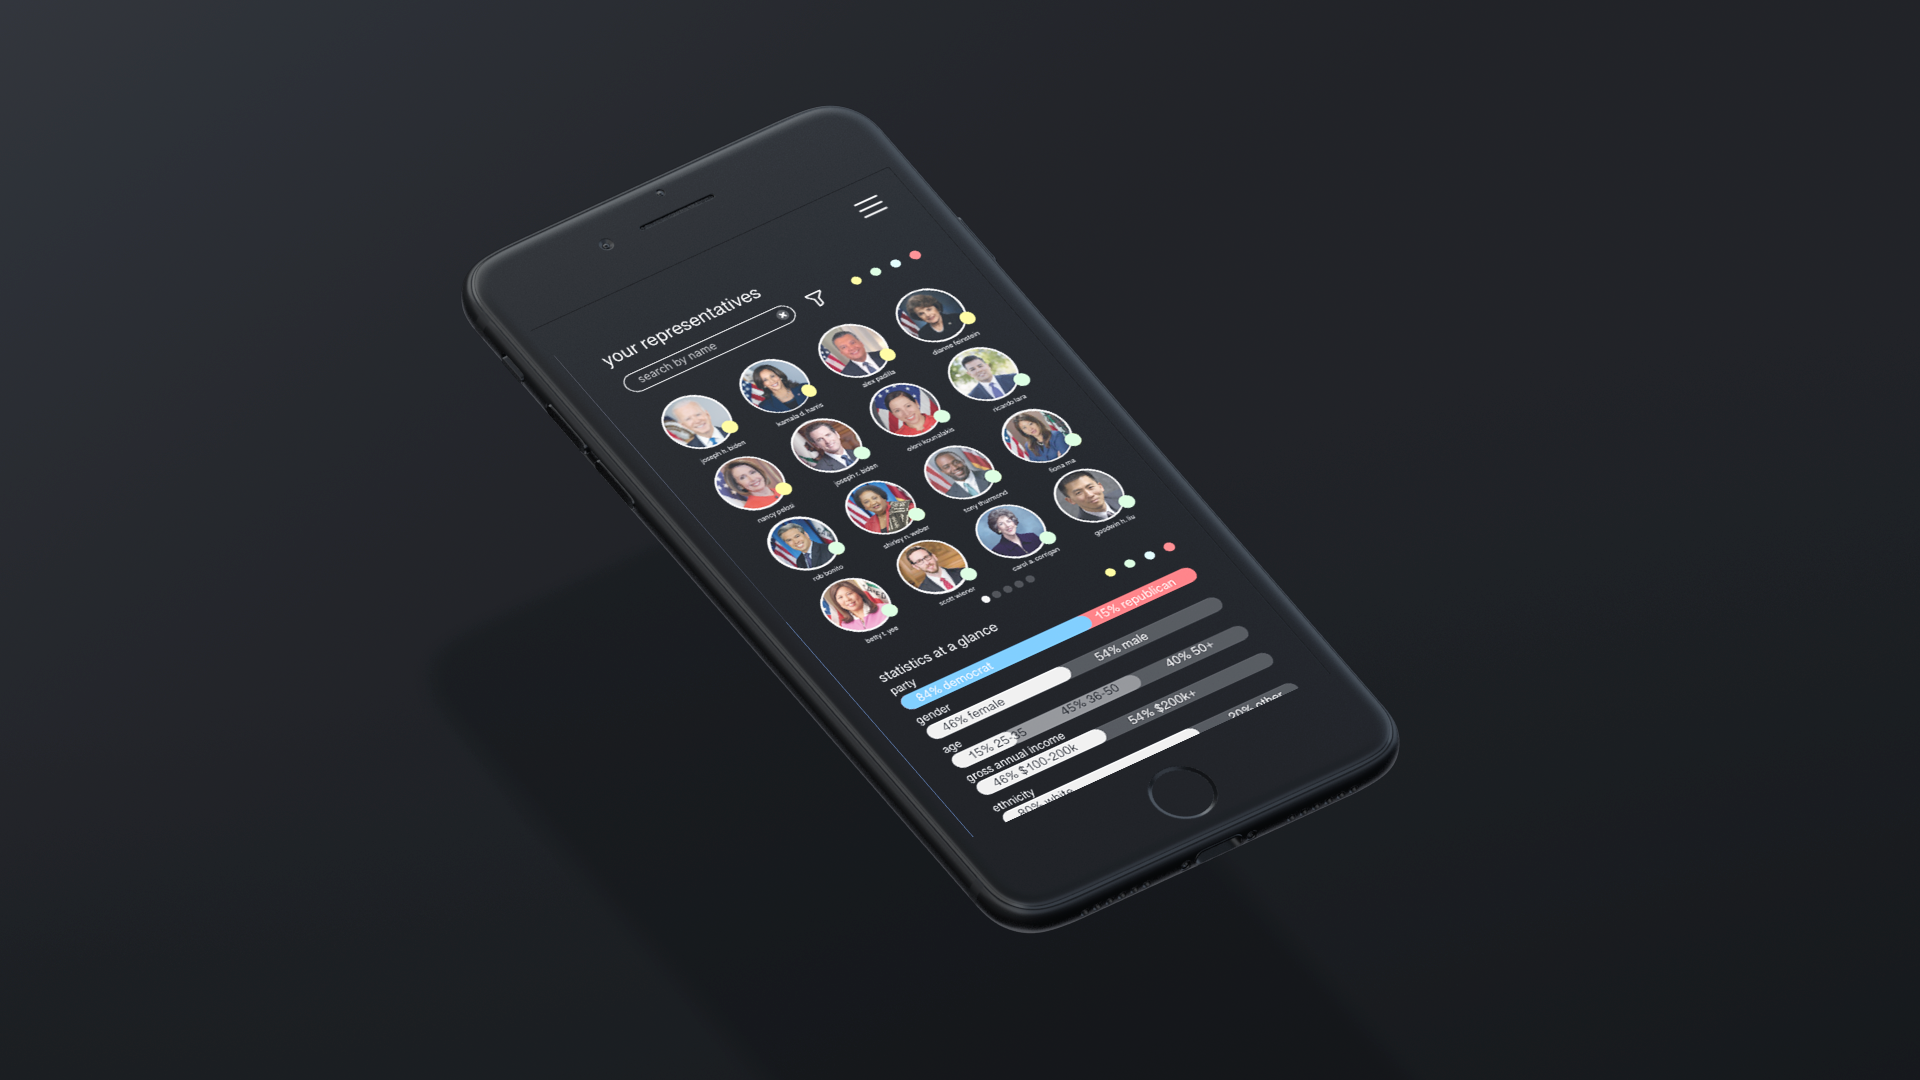 your representatives
search by name
joseph h. biden
kamala d. harris
alex padilla
dianne feinstein
nancy pelosi
joseph r. biden
eleni kounalakis
ricardo lara
rob bonito
shirley n. weber
tony thurmond
fiona ma
betty t. yee
scott wiener
carol a. corrigan
goodwin h. liu
statistics at a glance
party
84% democrat 15% republican
gender
46% female 54% male
age
15% 25-35 45% 36-50 40% 50+
gross annual income
46% $100-200k 54% $200k+
ethnicity
80% white 20% other